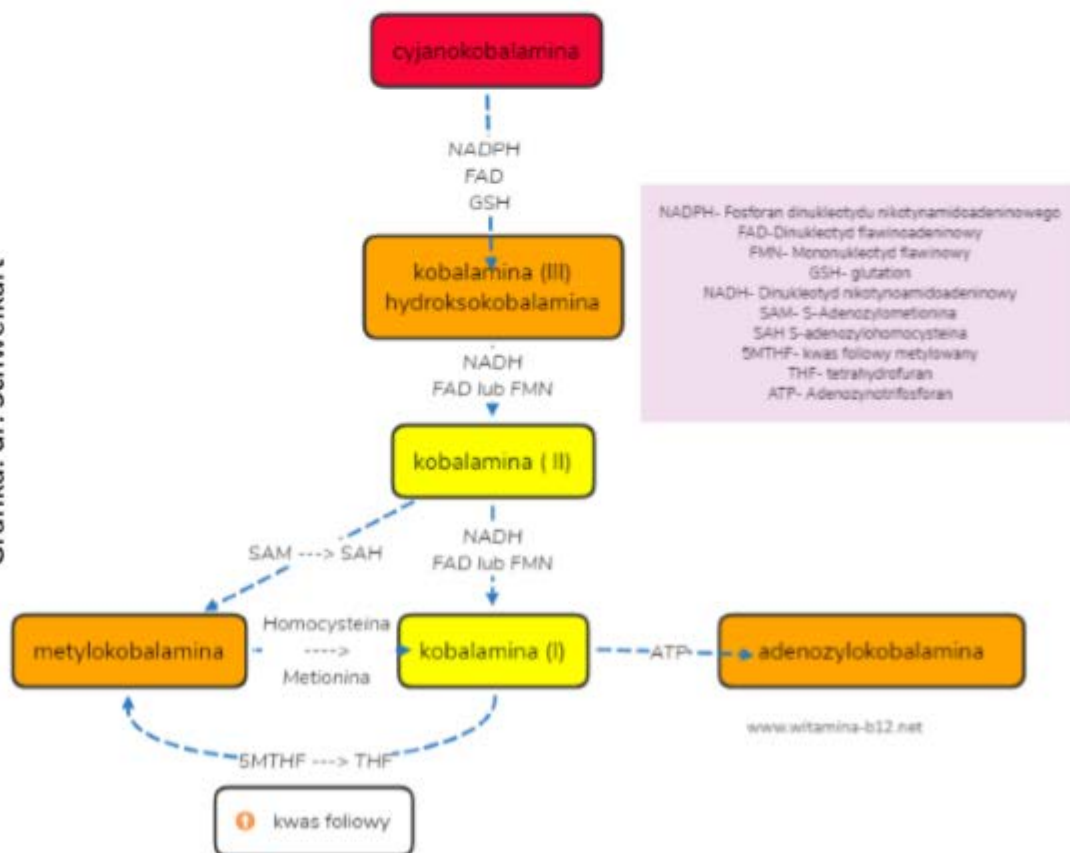 cyjanokobalamina
NADPH
FAD
GSH
kobalamina (III)
hydroksokobalamina
NADPH- Fosforan dinukleotydu nikotynamidoadeninowego
FAD-Dinukleotyd flawinoadeninowy
FMN- Mononukleotyd flawinowy
GSH- glutation
NADH- Dinukleotyd nikotynoamidoadeninowy
SAM- S-Adenozylometionina
SAH S-adenozylohomocysteina
5MTHF- kwas foliowy metylowany
THF- tetrahydrofuran
ATP- Adenozynotrifosforan
NADH
FAD lub FMN
kobalamina ( II)
SAM ---> SAH
NADH
FAD lub FMN
metylokobalamina
Homocysteina
---->
Metionina
kobalamina (I)
ATP
adenozylokobalamina
www.witamina-b12.net
5MTHF ---> THF
kwas foliowy